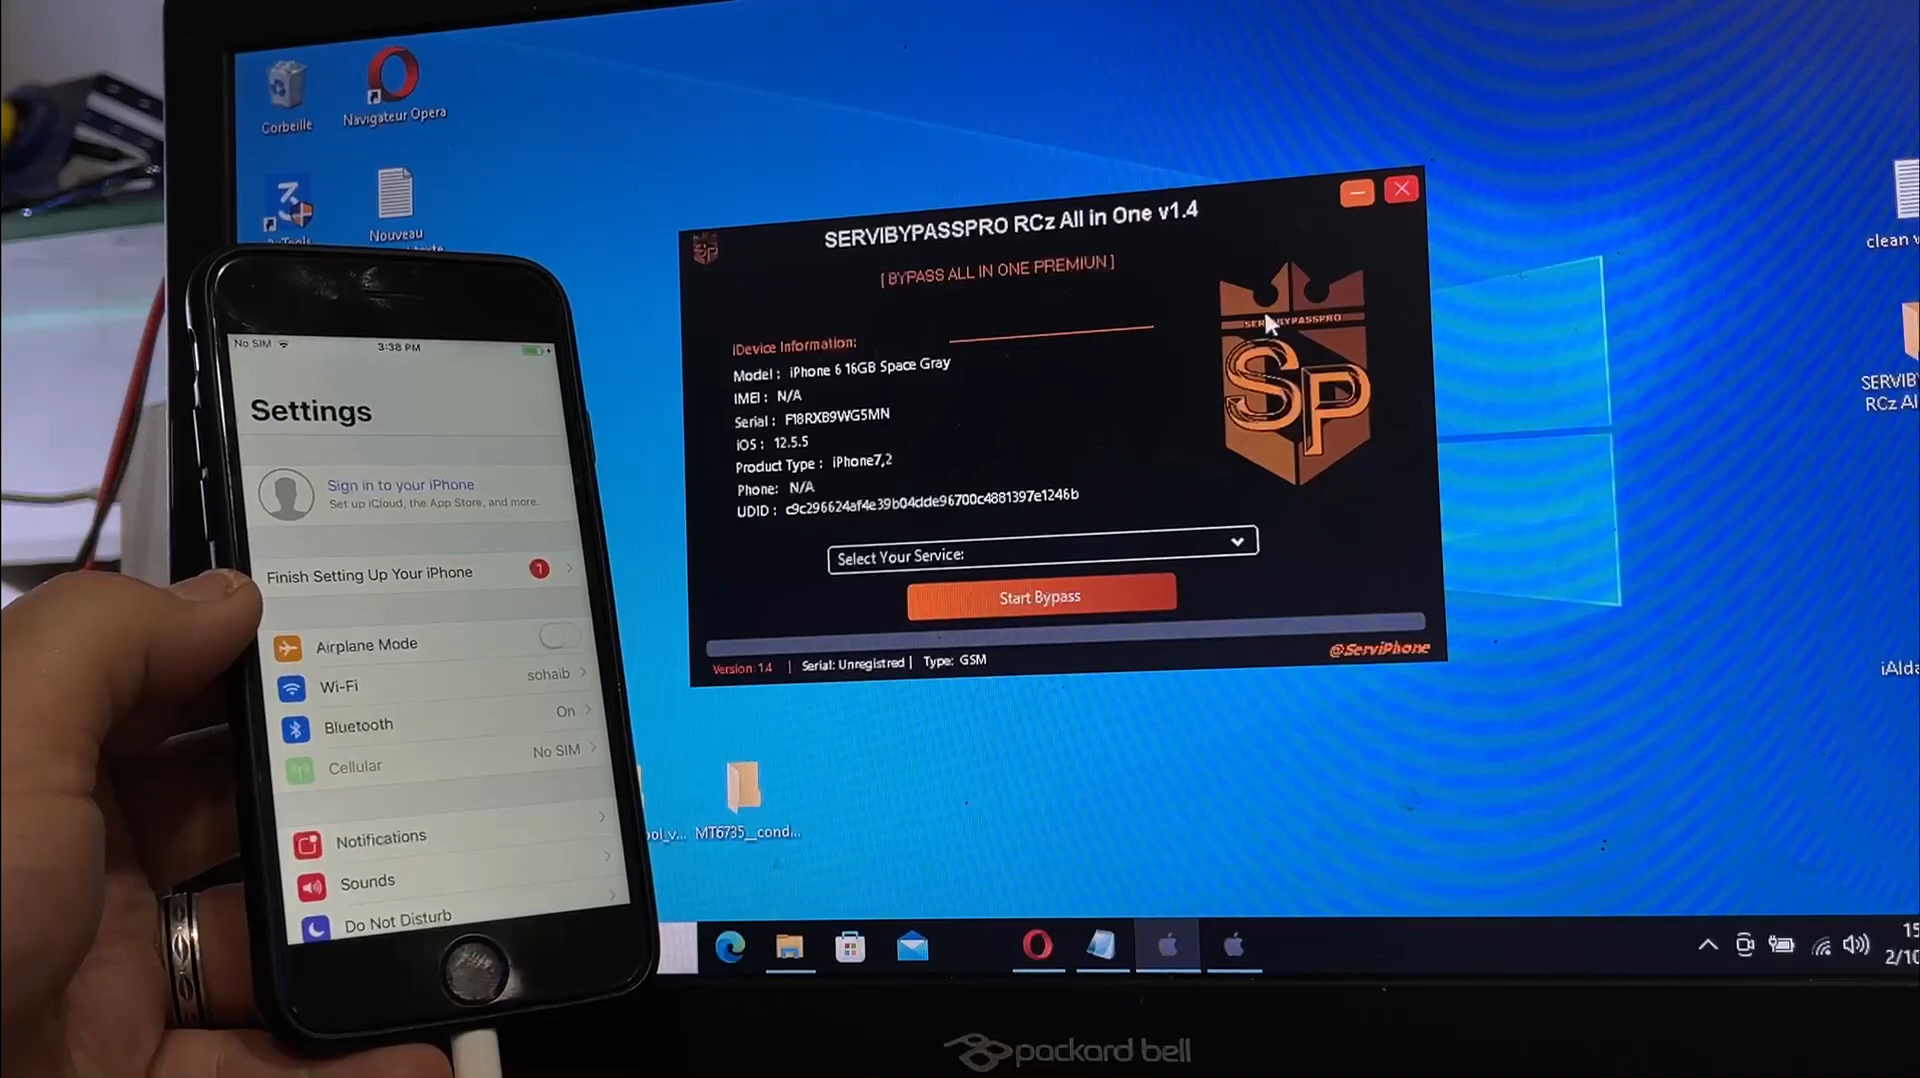 Corbeille
Navigateur Opera
Nouveau
SERVIBYPASSPRO RCz All in One v1.4
[ BYPASS ALL IN ONE PREMIUN ]
iDevice Information:
Model : iPhone 6 16GB Space Gray
IMEI : N/A
Serial : F18RXB9WG5MN
iOS : 12.5.5
Product Type : iPhone7,2
Phone: N/A
UDID : c9c296624af4e39b04dde96700c4881397e1246b
Select Your Service:
Start Bypass
Version: 1.4 | Serial: Unregistred | Type: GSM
@ServiPhone
SP
SP
clean
RCz
MT6735_cond...
No SIM
3:38 PM
Settings
Sign in to your iPhone
Set up iCloud, the App Store, and more.
Finish Setting Up Your iPhone 1
Airplane Mode
Wi-Fi sohaib
Bluetooth On
Cellular No SIM
Notifications
Sounds
Do Not Disturb
packard bell